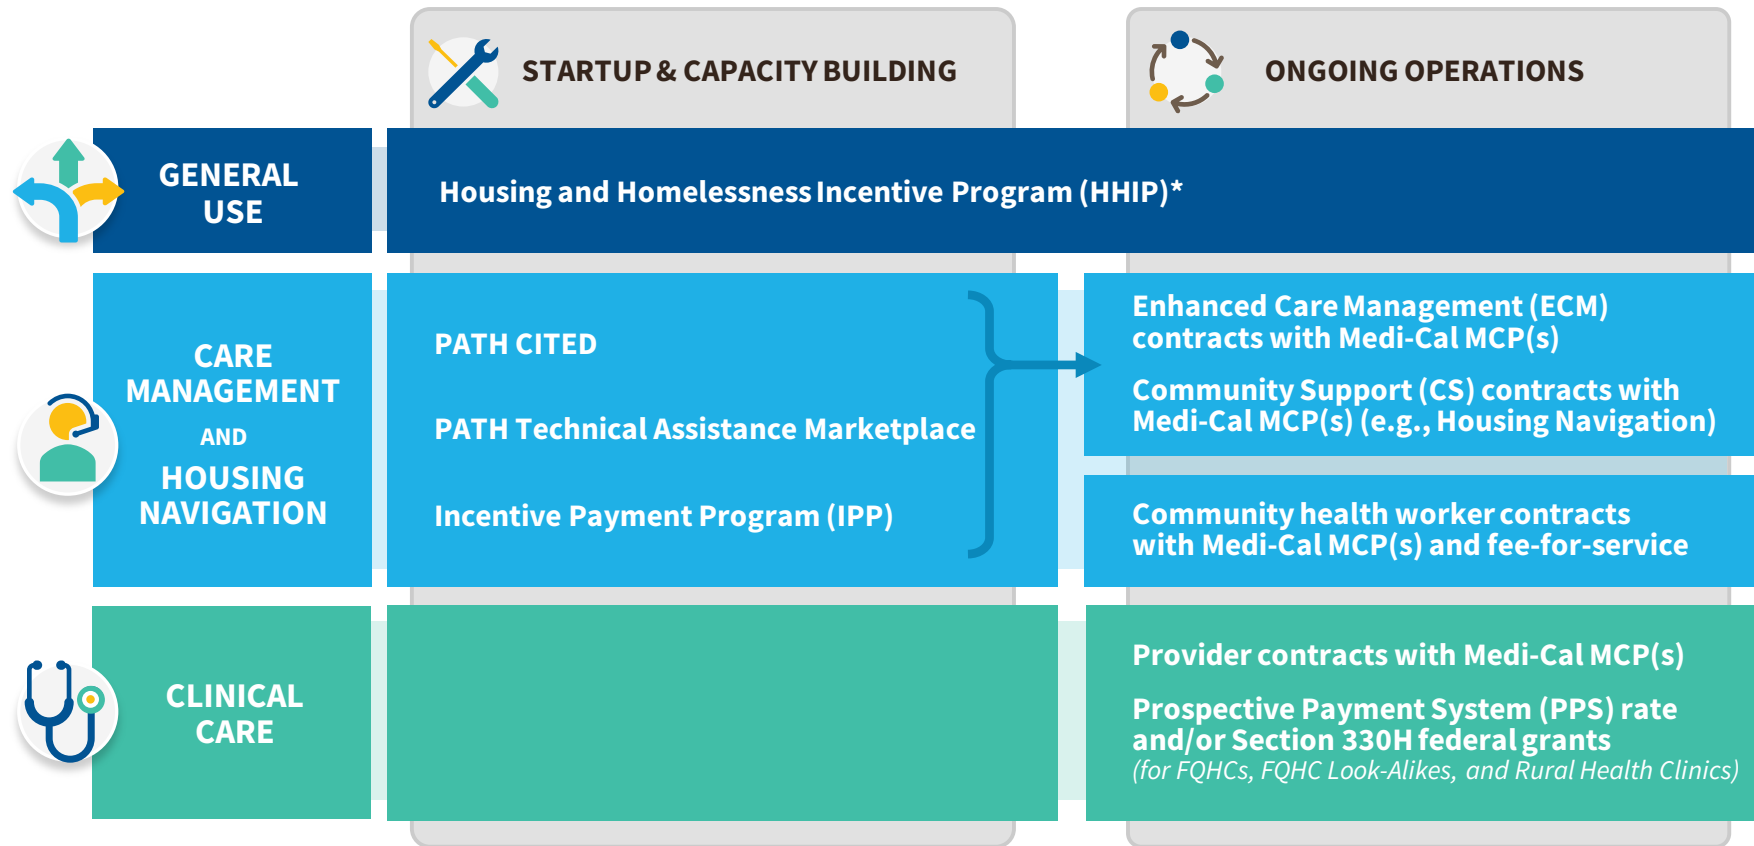 STARTUP & CAPACITY BUILDING
ONGOING OPERATIONS
GENERAL
USE
Housing and Homelessness Incentive Program (HHIP)*
CARE
MANAGEMENT
AND
HOUSING
NAVIGATION
PATH CITED
PATH Technical Assistance Marketplace
Incentive Payment Program (IPP)
Enhanced Care Management (ECM)
contracts with Medi-Cal MCP(s)
Community Support (CS) contracts with
Medi-Cal MCP(s) (e.g., Housing Navigation)
Community health worker contracts
with Medi-Cal MCP(s) and fee-for-service
CLINICAL
CARE
Provider contracts with Medi-Cal MCP(s)
Prospective Payment System (PPS) rate
and/or Section 330H federal grants
(for FQHCs, FQHC Look-Alikes, and Rural Health Clinics)